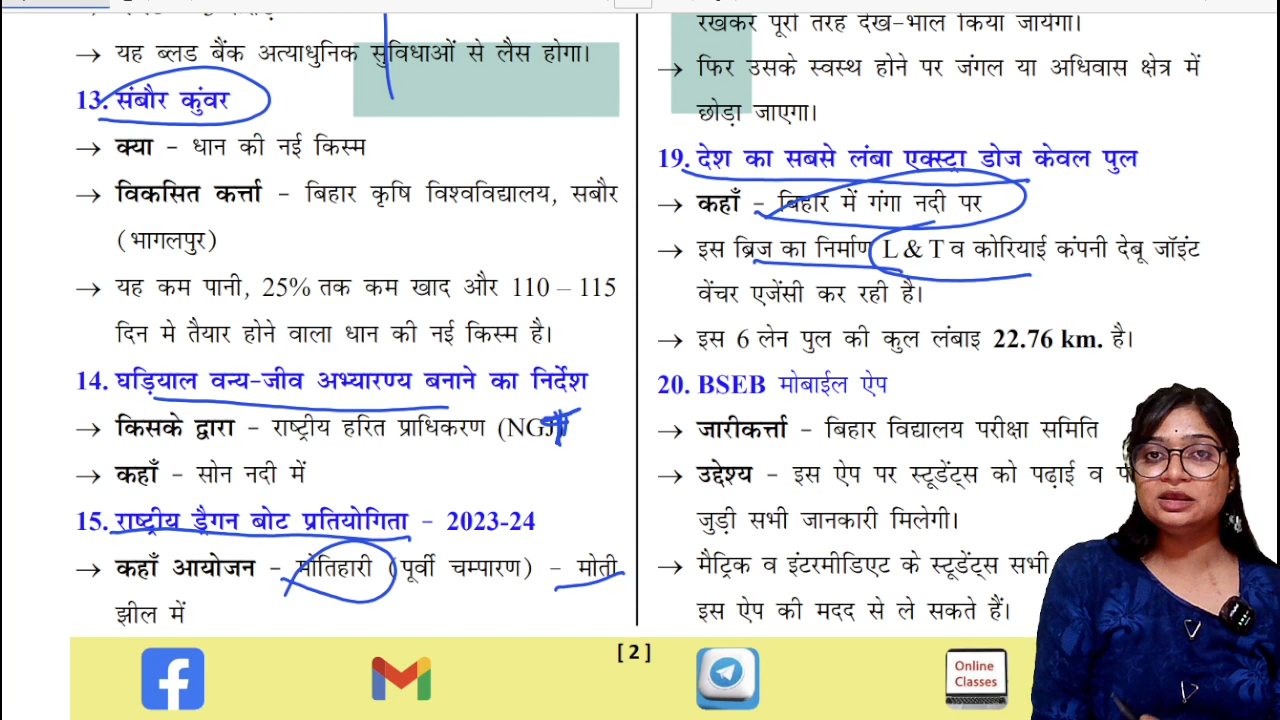 → यह ब्लड बैंक अत्याधुनिक सुविधाओं से लैस होगा।
13. संबौर कुंवर
→ क्या – धान की नई किस्म
→ विकसित कर्त्ता – बिहार कृषि विश्वविद्यालय, सबौर
(भागलपुर)
→ यह कम पानी, 25% तक कम खाद और 110 – 115
दिन मे तैयार होने वाला धान की नई किस्म है।
14. घड़ियाल वन्य-जीव अभ्यारण्य बनाने का निर्देश
→ किसके द्वारा – राष्ट्रीय हरित प्राधिकरण (NGT)
→ कहाँ – सोन नदी में
15. राष्ट्रीय ड्रैगन बोट प्रतियोगिता – 2023-24
→ कहाँ आयोजन – मोतिहारी (पूर्वी चम्पारण) – मोती
झील में
रखकर पूरी तरह देख-भाल किया जायेगा।
→ फिर उसके स्वस्थ होने पर जंगल या अधिवास क्षेत्र में
छोड़ा जाएगा।
19. देश का सबसे लंबा एक्स्ट्रा डोज केवल पुल
→ कहाँ – बिहार में गंगा नदी पर
→ इस ब्रिज का निर्माण L & T व कोरियाई कंपनी देबू जॉइंट
वेंचर एजेंसी कर रही है।
→ इस 6 लेन पुल की कुल लंबाइ 22.76 km. है।
20. BSEB मोबाईल ऐप
→ जारीकर्त्ता – बिहार विद्यालय परीक्षा समिति
→ उद्देश्य – इस ऐप पर स्टूडेंट्स को पढ़ाई व
जुड़ी सभी जानकारी मिलेगी।
→ मैट्रिक व इंटरमीडिएट के स्टूडेंट्स सभी
इस ऐप की मदद से ले सकते हैं।
[ 2 ]
Online
Classes